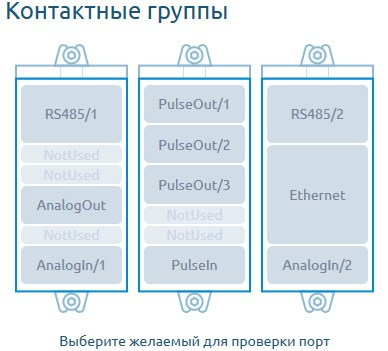 Контактные группы
RS485/1
NotUsed
NotUsed
AnalogOut
NotUsed
AnalogIn/1
PulseOut/1
PulseOut/2
PulseOut/3
NotUsed
NotUsed
PulseIn
RS485/2
Ethernet
AnalogIn/2
Выберите желаемый для проверки порт